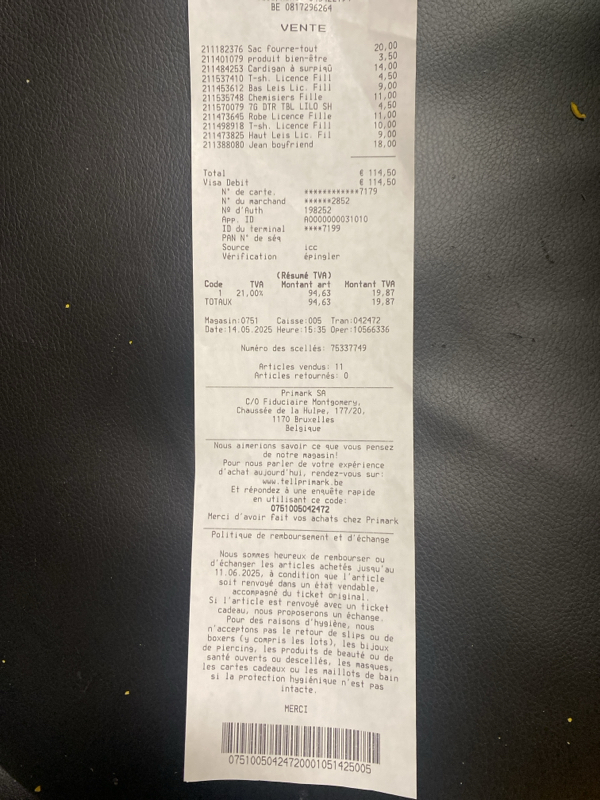 BE 0817296264
VENTE
211182376 Sac fourre-tout 20,00
211401079 produit bien-être 3,50
211484253 Cardigan à surpiqû 14,00
211537410 T-sh. Licence Fill 4,50
211453612 Bas Leis Lic. Fill 9,00
211535748 Chemisiers Fille 11,00
211570079 7G DTR TBL LILO SH 4,50
211473645 Robe Licence Fille 11,00
211498918 T-sh. Licence Fill 10,00
211473825 Haut Leis Lic. Fil 9,00
211388080 Jean boyfriend 18,00
Total € 114,50
Visa Debit € 114,50
N° de carte. ************7179
N° du marchand ******2852
Nº d'Auth 198252
App. ID A0000000031010
ID du terminal ****7199
PAN N° de séq
Source icc
Vérification épingler
(Résumé TVA)
Code TVA Montant art Montant TVA
1 21,00% 94,63 19,87
TOTAUX 94,63 19,87
Magasin:0751 Caisse:005 Tran:042472
Date:14.05.2025 Heure:15:35 Oper:10566336
Numéro des scellés: 75337749
Articles vendus: 11
Articles retournés: 0
Primark SA
C/O Fiduciaire Montgomery,
Chaussée de la Hulpe, 177/20,
1170 Bruxelles
Belgique
Nous aimerions savoir ce que vous pensez
de notre magasin!
Pour nous parler de votre expérience
d'achat aujourd'hui, rendez-vous sur:
www.tellprimark.be
Et répondez à une enquête rapide
en utilisant ce code:
0751005042472
Merci d'avoir fait vos achats chez Primark
Politique de remboursement et d'échange
Nous sommes heureux de rembourser ou
d'échanger les articles achetés jusqu'au
11.06.2025, à condition que l'article
soit renvoyé dans un état vendable,
accompagné du ticket original.
Si l'article est renvoyé avec un ticket
cadeau, nous proposerons un échange.
Pour des raisons d'hygiène, nous
n'acceptons pas le retour de slips ou de
boxers (y compris les lots), les bijoux
de piercing, les produits de beauté ou de
santé ouverts ou descellés, les masques,
les cartes cadeaux ou les maillots de bain
si la protection hygiénique n'est pas
intacte.
MERCI
07510050424720001051425005